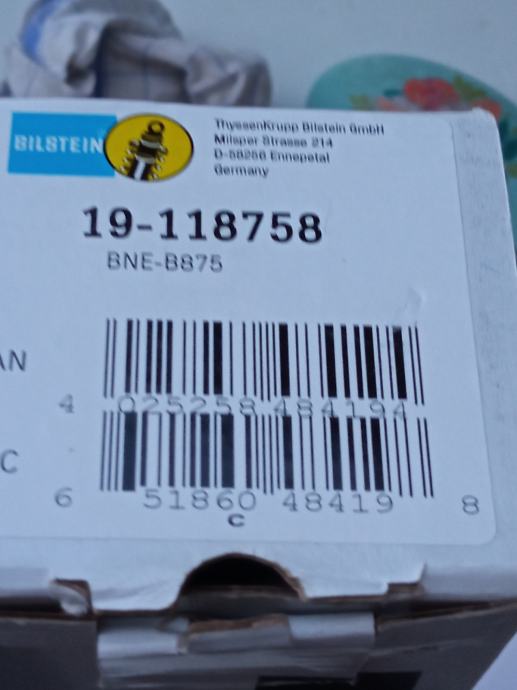 BILSTEIN
ThyssenKrupp Bilstein GmbH
Milsper Strasse 214
D-58256 Ennepetal
Germany
19-118758
BNE-B875
AN
4 025258 484194
C
6 51860 48419 8
C